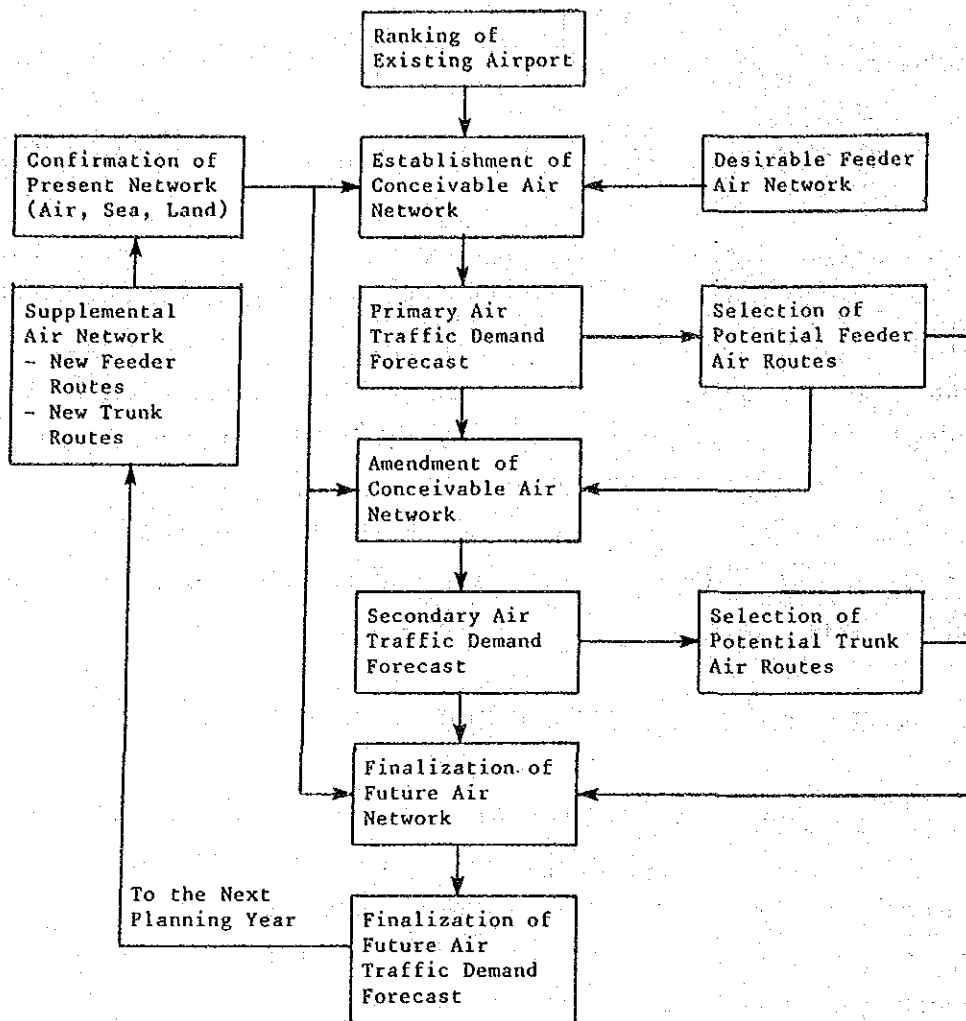 Ranking of
Existing Airport
Confirmation of
Present Network
(Air, Sea, Land)
Establishment of
Conceivable Air
Network
Desirable Feeder
Air Network
Supplemental
Air Network
- New Feeder
Routes
- New Trunk
Routes
Primary Air
Traffic Demand
Forecast
Selection of
Potential Feeder
Air Routes
Amendment of
Conceivable Air
Network
Secondary Air
Traffic Demand
Forecast
Selection of
Potential Trunk
Air Routes
Finalization of
Future Air
Network
To the Next
Planning Year
Finalization of
Future Air
Traffic Demand
Forecast